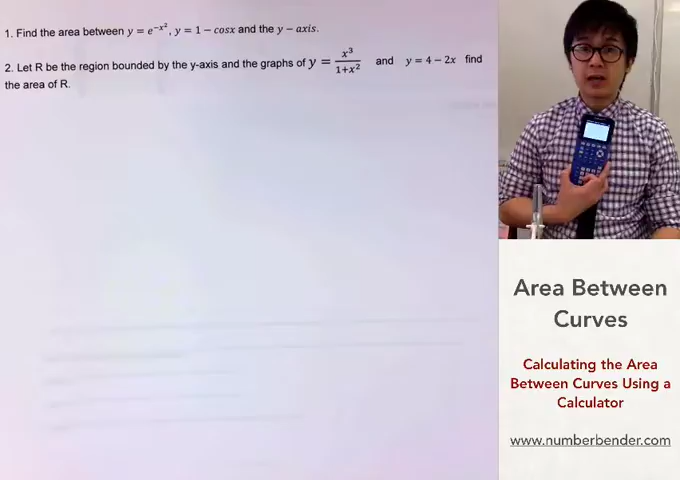 1. Find the area between y = e^{-x^2}, y = 1 − cosx and the y − axis.
2. Let R be the region bounded by the y-axis and the graphs of y = x^3/(1+x^2) and y = 4 − 2x find
the area of R.
Area Between
Curves
Calculating the Area
Between Curves Using a
Calculator
www.numberbender.com